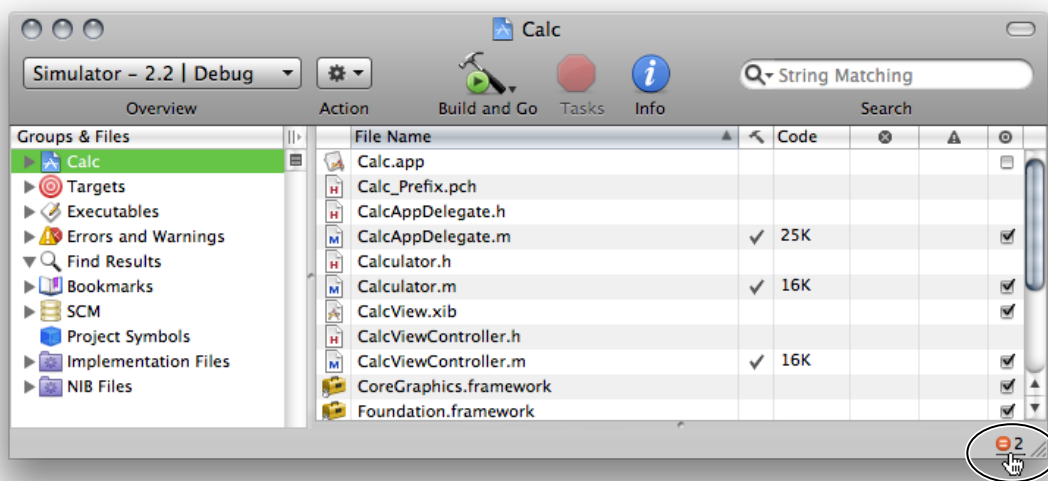 Calc
Simulator – 2.2 | Debug
String Matching
Overview
Action
Build and Go
Tasks
Info
Search
Groups & Files
File Name
Code
Calc
Calc.app
Targets
Calc_Prefix.pch
Executables
CalcAppDelegate.h
Errors and Warnings
CalcAppDelegate.m
25K
Find Results
Calculator.h
Bookmarks
Calculator.m
16K
SCM
CalcView.xib
Project Symbols
CalcViewController.h
Implementation Files
CalcViewController.m
16K
NIB Files
CoreGraphics.framework
Foundation.framework
2